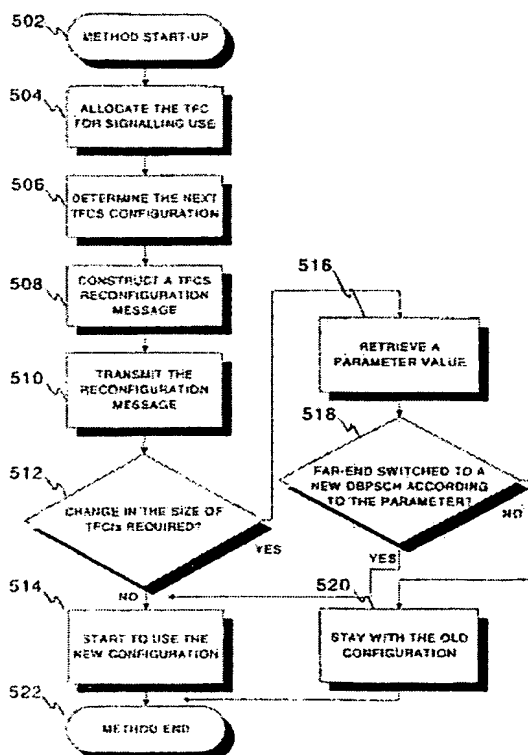 502
METHOD START-UP
504
ALLOCATE THE TFC
FOR SIGNALLING USE
506
DETERMINE THE NEXT
TFCS CONFIGURATION
508
CONSTRUCT A TFCS
RECONFIGURATION
MESSAGE
510
TRANSMIT THE
RECONFIGURATION
MESSAGE
512
CHANGE IN THE SIZE OF
TFCIs REQUIRED?
YES
NO
514
START TO USE THE
NEW CONFIGURATION
522
METHOD END
516
RETRIEVE A
PARAMETER VALUE
518
FAR-END SWITCHED TO A
NEW DBPSCH ACCORDING
TO THE PARAMETER?
NO
YES
520
STAY WITH THE OLD
CONFIGURATION